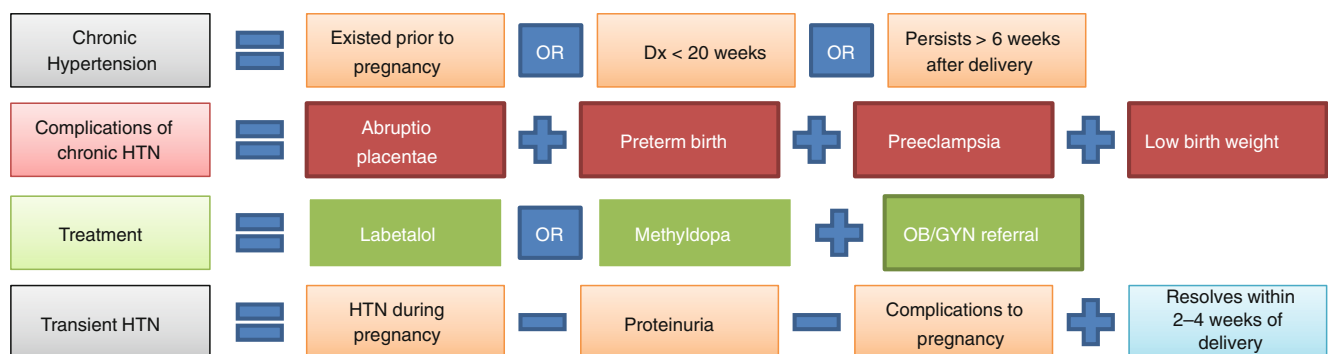 Chronic
Hypertension
Existed prior to
pregnancy
OR
Dx < 20 weeks
OR
Persists > 6 weeks
after delivery
Complications of
chronic HTN
Abruptio
placentae
Preterm birth
Preeclampsia
Low birth weight
Treatment
Labetalol
OR
Methyldopa
OB/GYN referral
Transient HTN
HTN during
pregnancy
Proteinuria
Complications to
pregnancy
Resolves within
2–4 weeks of
delivery